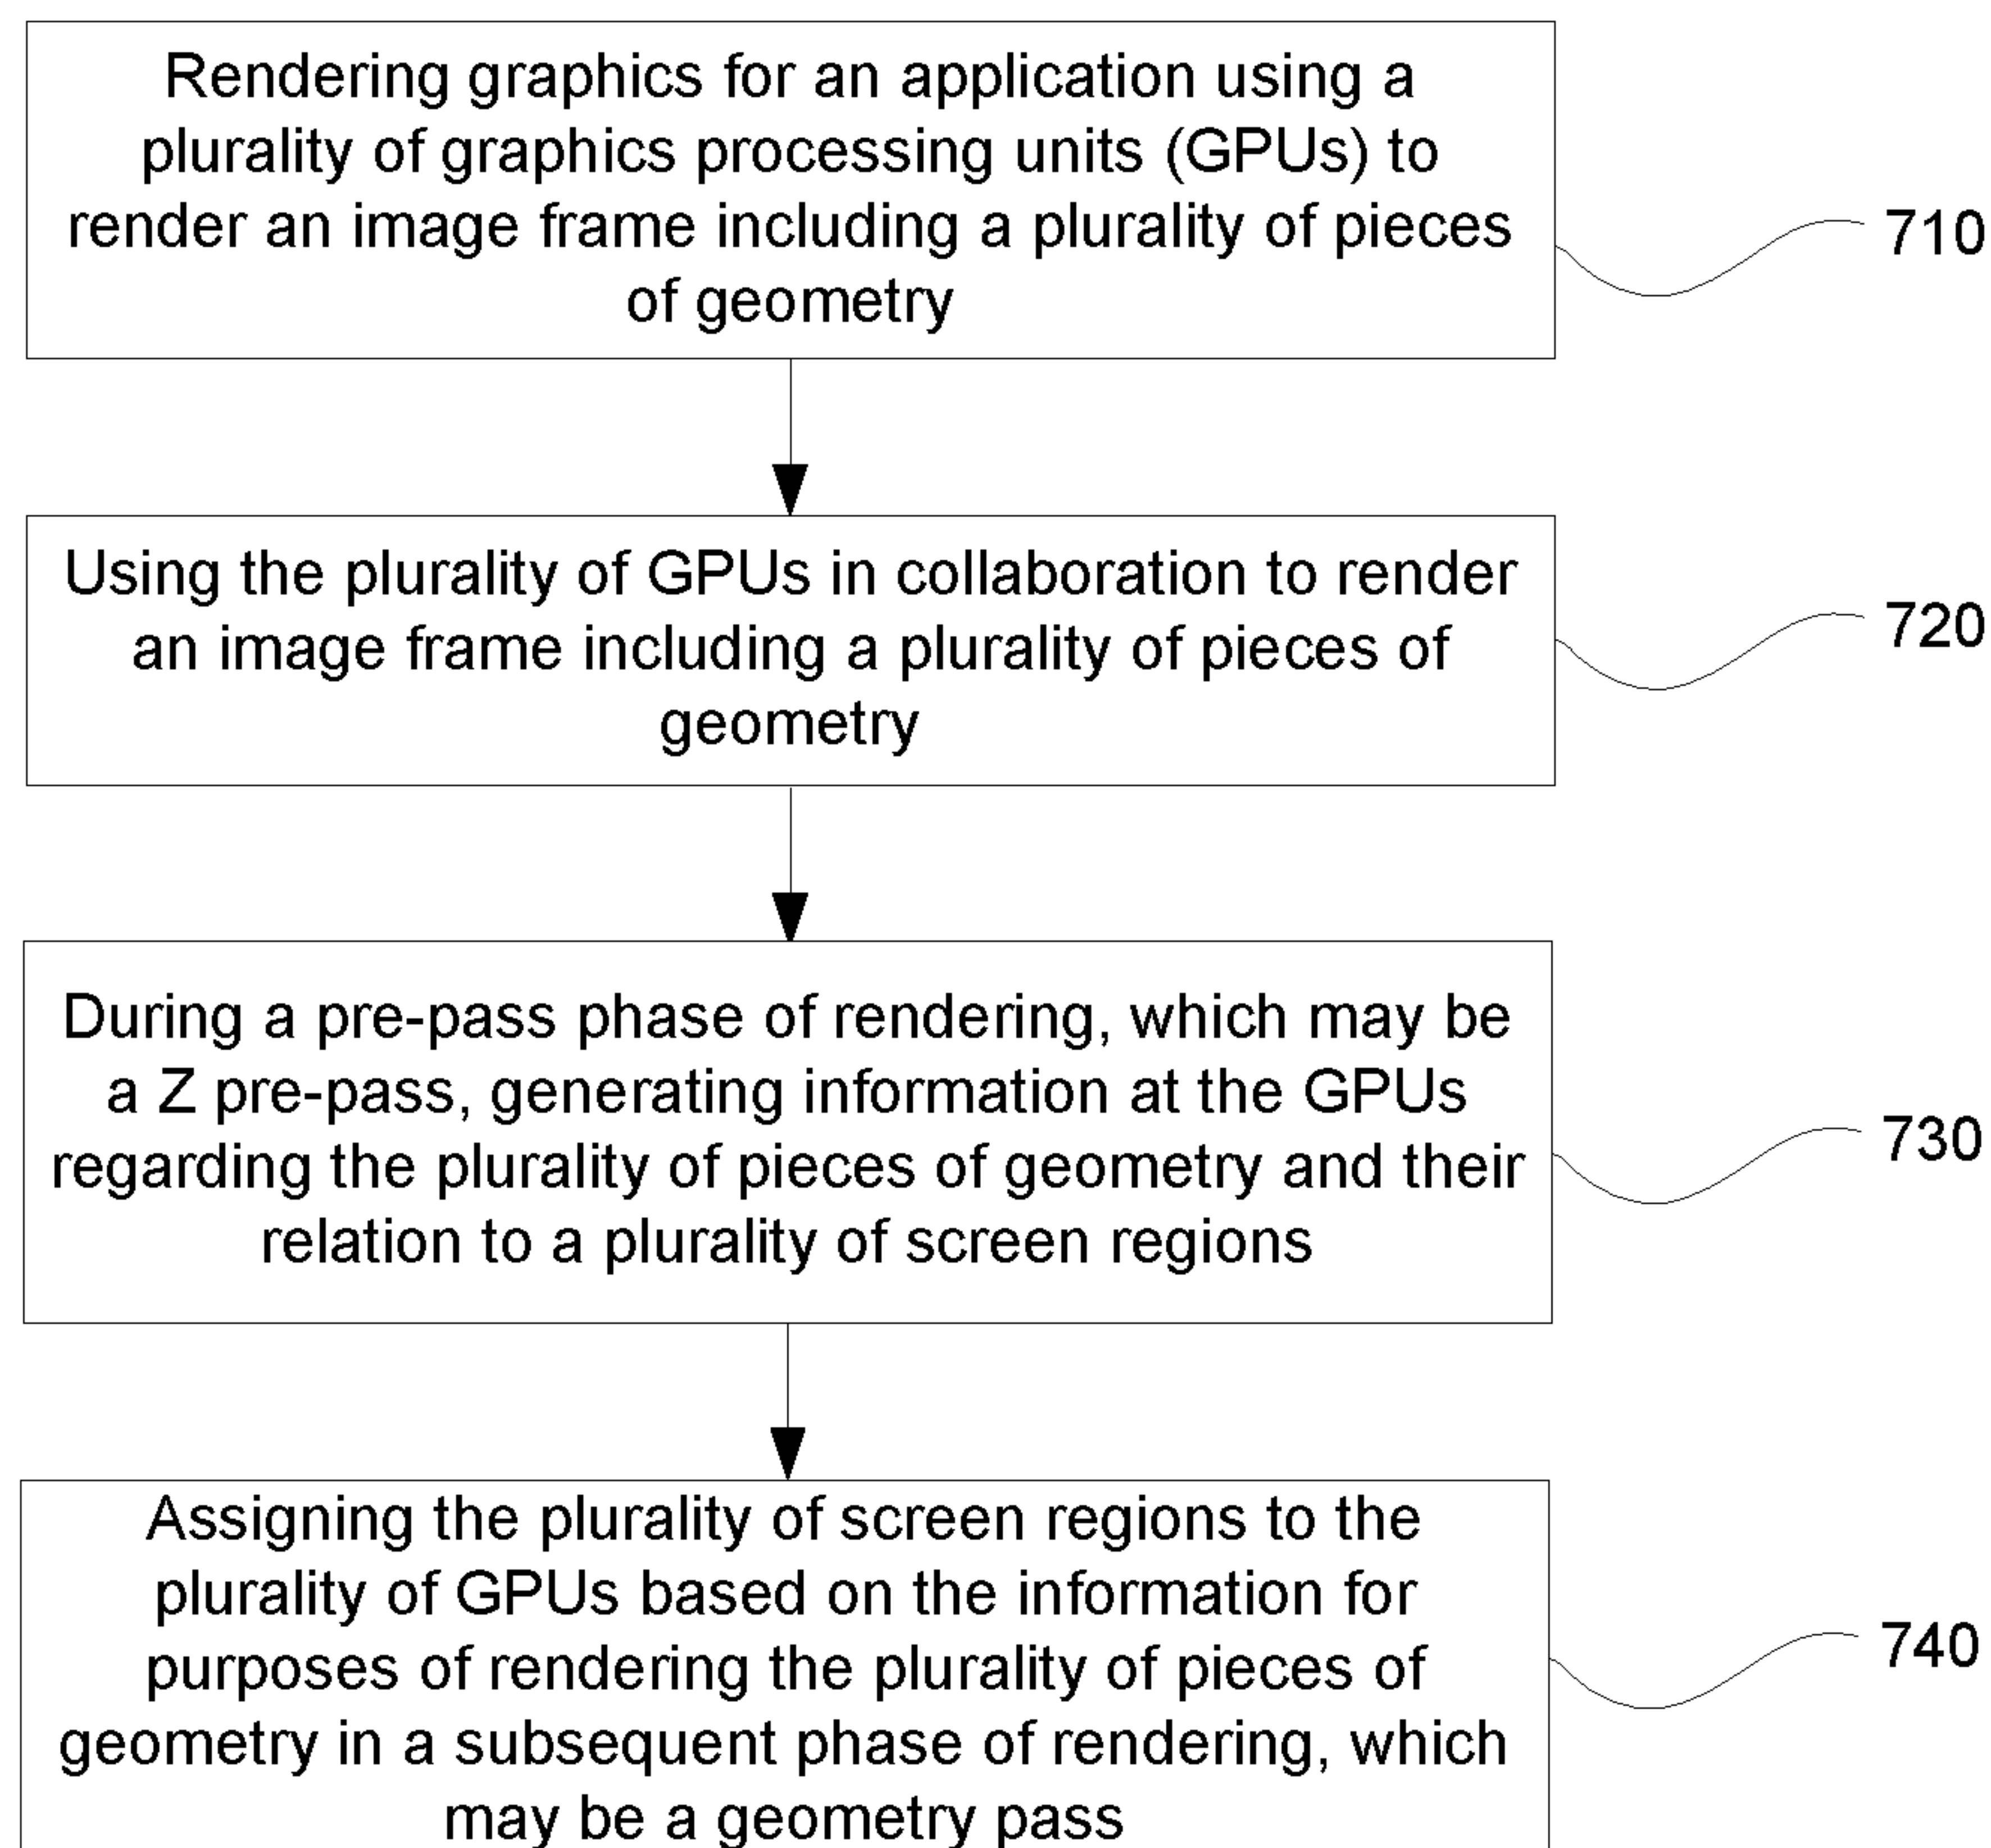 Rendering graphics for an application using a
plurality of graphics processing units (GPUs) to
render an image frame including a plurality of pieces
of geometry
710
Using the plurality of GPUs in collaboration to render
an image frame including a plurality of pieces of
geometry
720
During a pre-pass phase of rendering, which may be
a Z pre-pass, generating information at the GPUs
regarding the plurality of pieces of geometry and their
relation to a plurality of screen regions
730
Assigning the plurality of screen regions to the
plurality of GPUs based on the information for
purposes of rendering the plurality of pieces of
geometry in a subsequent phase of rendering, which
may be a geometry pass
740